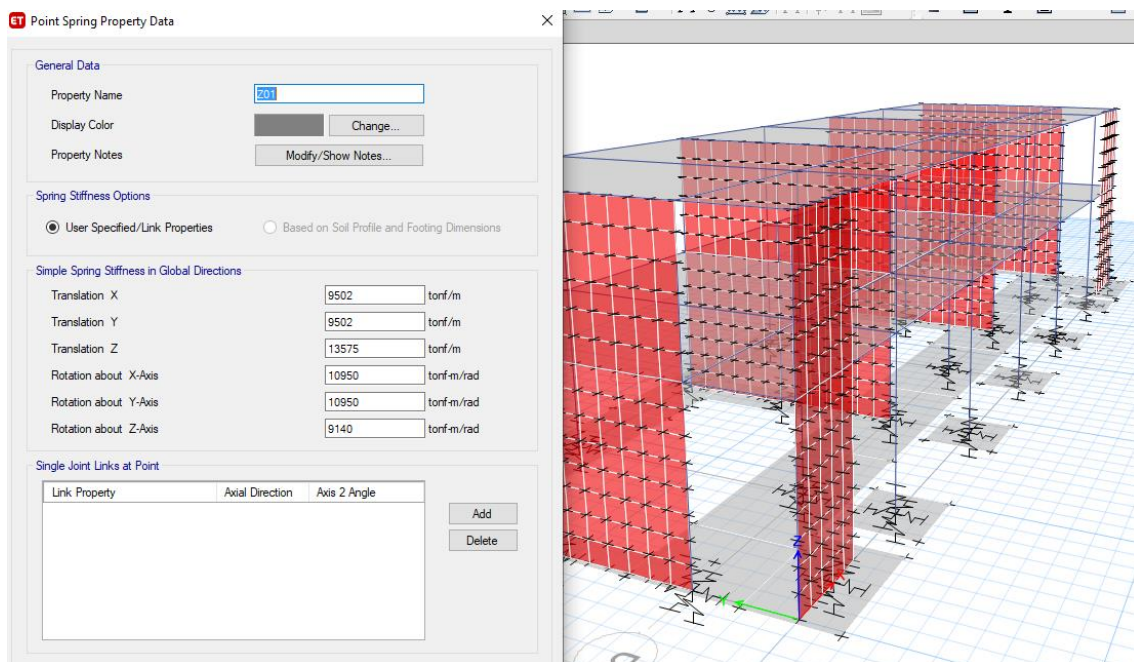 ET Point Spring Property Data
General Data
Property Name Z01
Display Color Change...
Property Notes Modify/Show Notes...
Spring Stiffness Options
User Specified/Link Properties Based on Soil Profile and Footing Dimensions
Simple Spring Stiffness in Global Directions
Translation X 9502 tonf/m
Translation Y 9502 tonf/m
Translation Z 13575 tonf/m
Rotation about X-Axis 10950 tonf-m/rad
Rotation about Y-Axis 10950 tonf-m/rad
Rotation about Z-Axis 9140 tonf-m/rad
Single Joint Links at Point
Link Property Axial Direction Axis 2 Angle
Add
Delete
Z